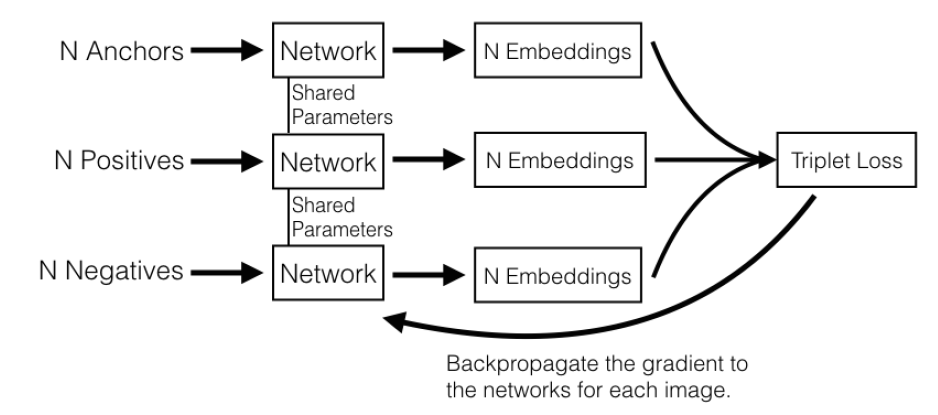 N Anchors
Network
N Embeddings
Shared
Parameters
N Positives
Network
N Embeddings
Triplet Loss
Shared
Parameters
N Negatives
Network
N Embeddings
Backpropagate the gradient to
the networks for each image.